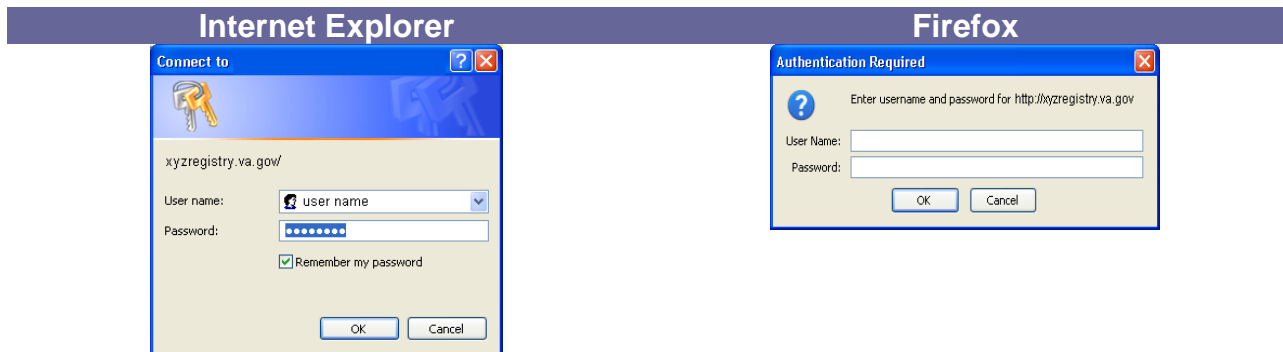 Internet Explorer
Firefox
Connect to
xyzregistry.va.gov/
User name:
user name
Password:
Remember my password
OK Cancel
Authentication Required
Enter username and password for http://xyzregistry.va.gov
User Name:
Password:
OK Cancel